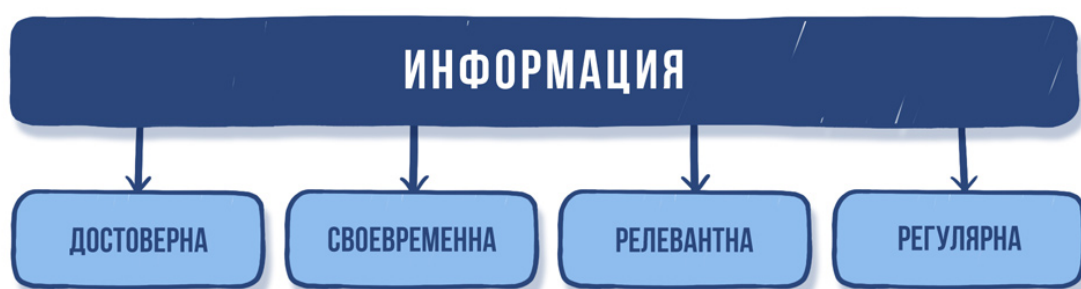 ИНФОРМАЦИЯ
ДОСТОВЕРНА
СВОЕВРЕМЕННА
РЕЛЕВАНТНА
РЕГУЛЯРНА